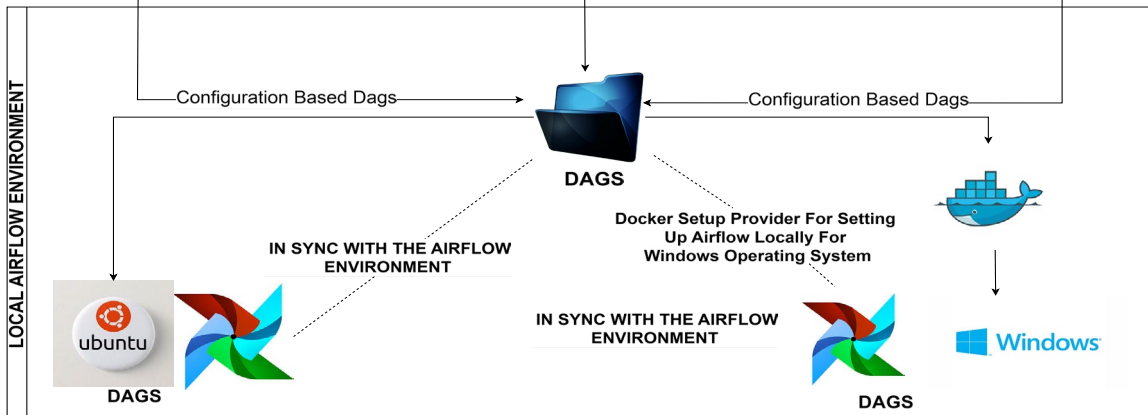 LOCAL AIRFLOW ENVIRONMENT
Configuration Based Dags
Configuration Based Dags
DAGS
Docker Setup Provider For Setting
Up Airflow Locally For
Windows Operating System
IN SYNC WITH THE AIRFLOW
ENVIRONMENT
IN SYNC WITH THE AIRFLOW
ENVIRONMENT
ubuntu
Windows
DAGS
DAGS